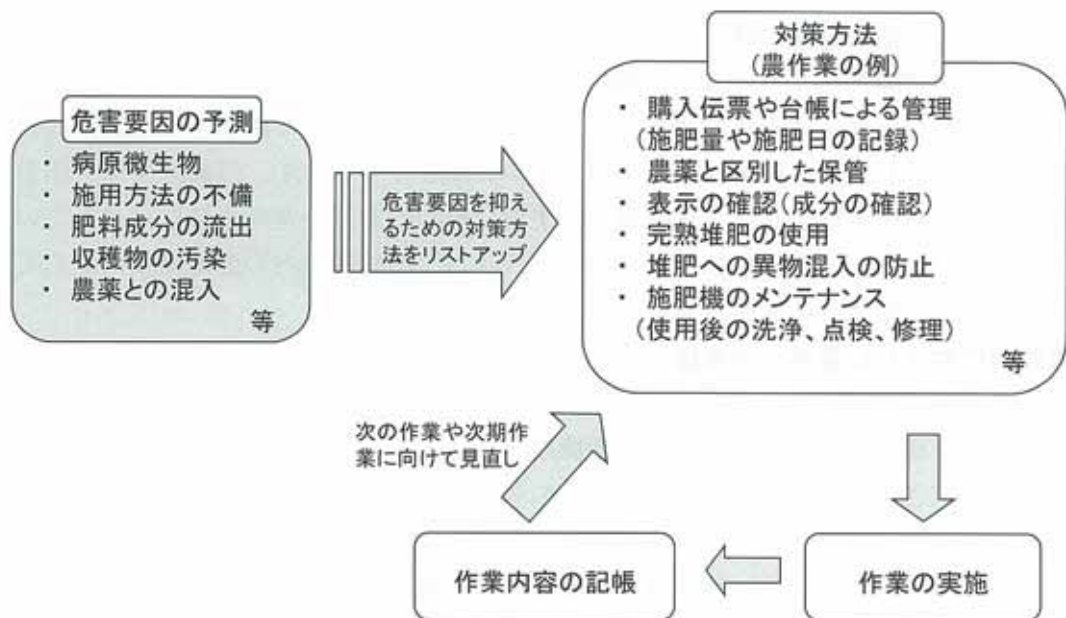 危害要因の予測
・ 病原微生物
・ 施用方法の不備
・ 肥料成分の流出
・ 収穫物の汚染
・ 農薬との混入
等
危害要因を抑え
るための対策方
法をリストアップ
対策方法
(農作業の例)
・ 購入伝票や台帳による管理
(施肥量や施肥日の記録)
・ 農薬と区別した保管
・ 表示の確認(成分の確認)
・ 完熟堆肥の使用
・ 堆肥への異物混入の防止
・ 施肥機のメンテナンス
(使用後の洗浄、点検、修理)
等
次の作業や次期作
業に向けて見直し
作業内容の記帳
作業の実施